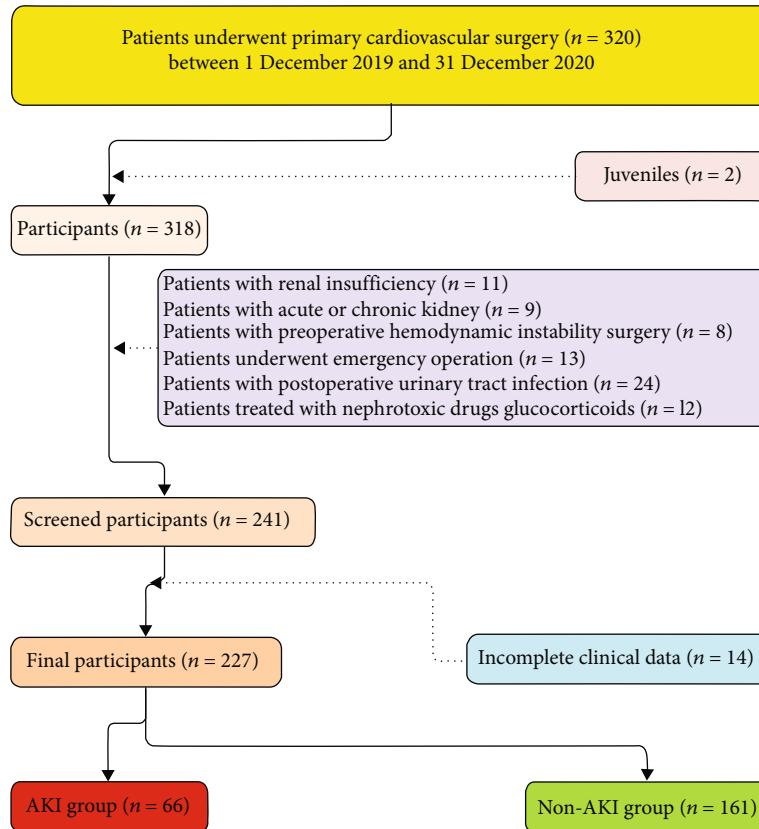 Patients underwent primary cardiovascular surgery (n = 320)
between 1 December 2019 and 31 December 2020
Juveniles (n = 2)
Participants (n = 318)
Patients with renal insufficiency (n = 11)
Patients with acute or chronic kidney (n = 9)
Patients with preoperative hemodynamic instability surgery (n = 8)
Patients underwent emergency operation (n = 13)
Patients with postoperative urinary tract infection (n = 24)
Patients treated with nephrotoxic drugs glucocorticoids (n = l2)
Screened participants (n = 241)
Final participants (n = 227)
Incomplete clinical data (n = 14)
AKI group (n = 66)
Non-AKI group (n = 161)